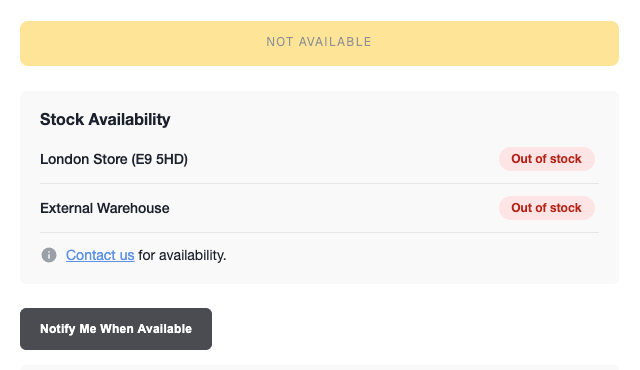 NOT AVAILABLE
Stock Availability
London Store (E9 5HD) Out of stock
External Warehouse Out of stock
Contact us for availability.
Notify Me When Available